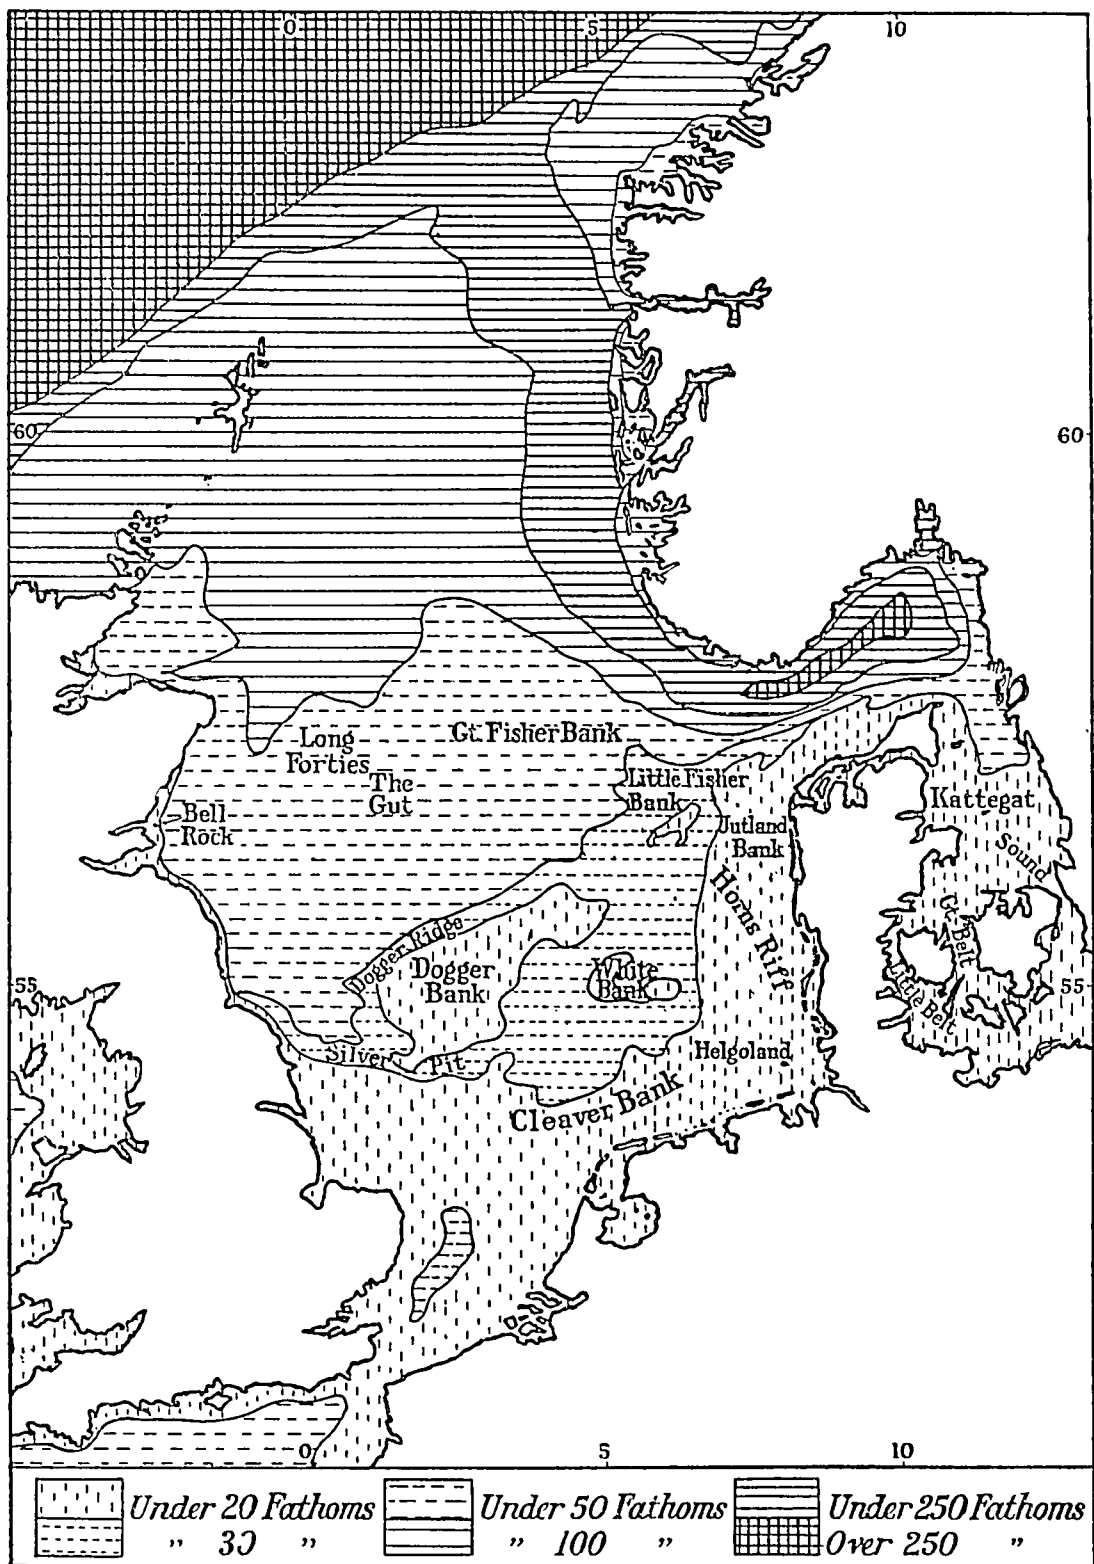 0
5
10
60
60
Long
Forties
Gt. Fisher Bank
The
Gut
Little Fisher
Bank
Bell
Rock
Jutland
Bank
Kattegat
Sound
Horns Riff
Gt. Belt
Little Belt
Dogger Ridge
Dogger
Bank
White
Bank
55
55
Silver Pit
Helgoland
Cleaver Bank
0
5
10
Under 20 Fathoms
" 30 "
Under 50 Fathoms
" 100 "
Under 250 Fathoms
Over 250 "